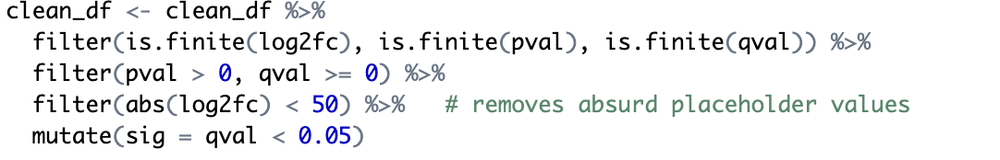 clean_df <- clean_df %>%
  filter(is.finite(log2fc), is.finite(pval), is.finite(qval)) %>%
  filter(pval > 0, qval >= 0) %>%
  filter(abs(log2fc) < 50) %>%   # removes absurd placeholder values
  mutate(sig = qval < 0.05)